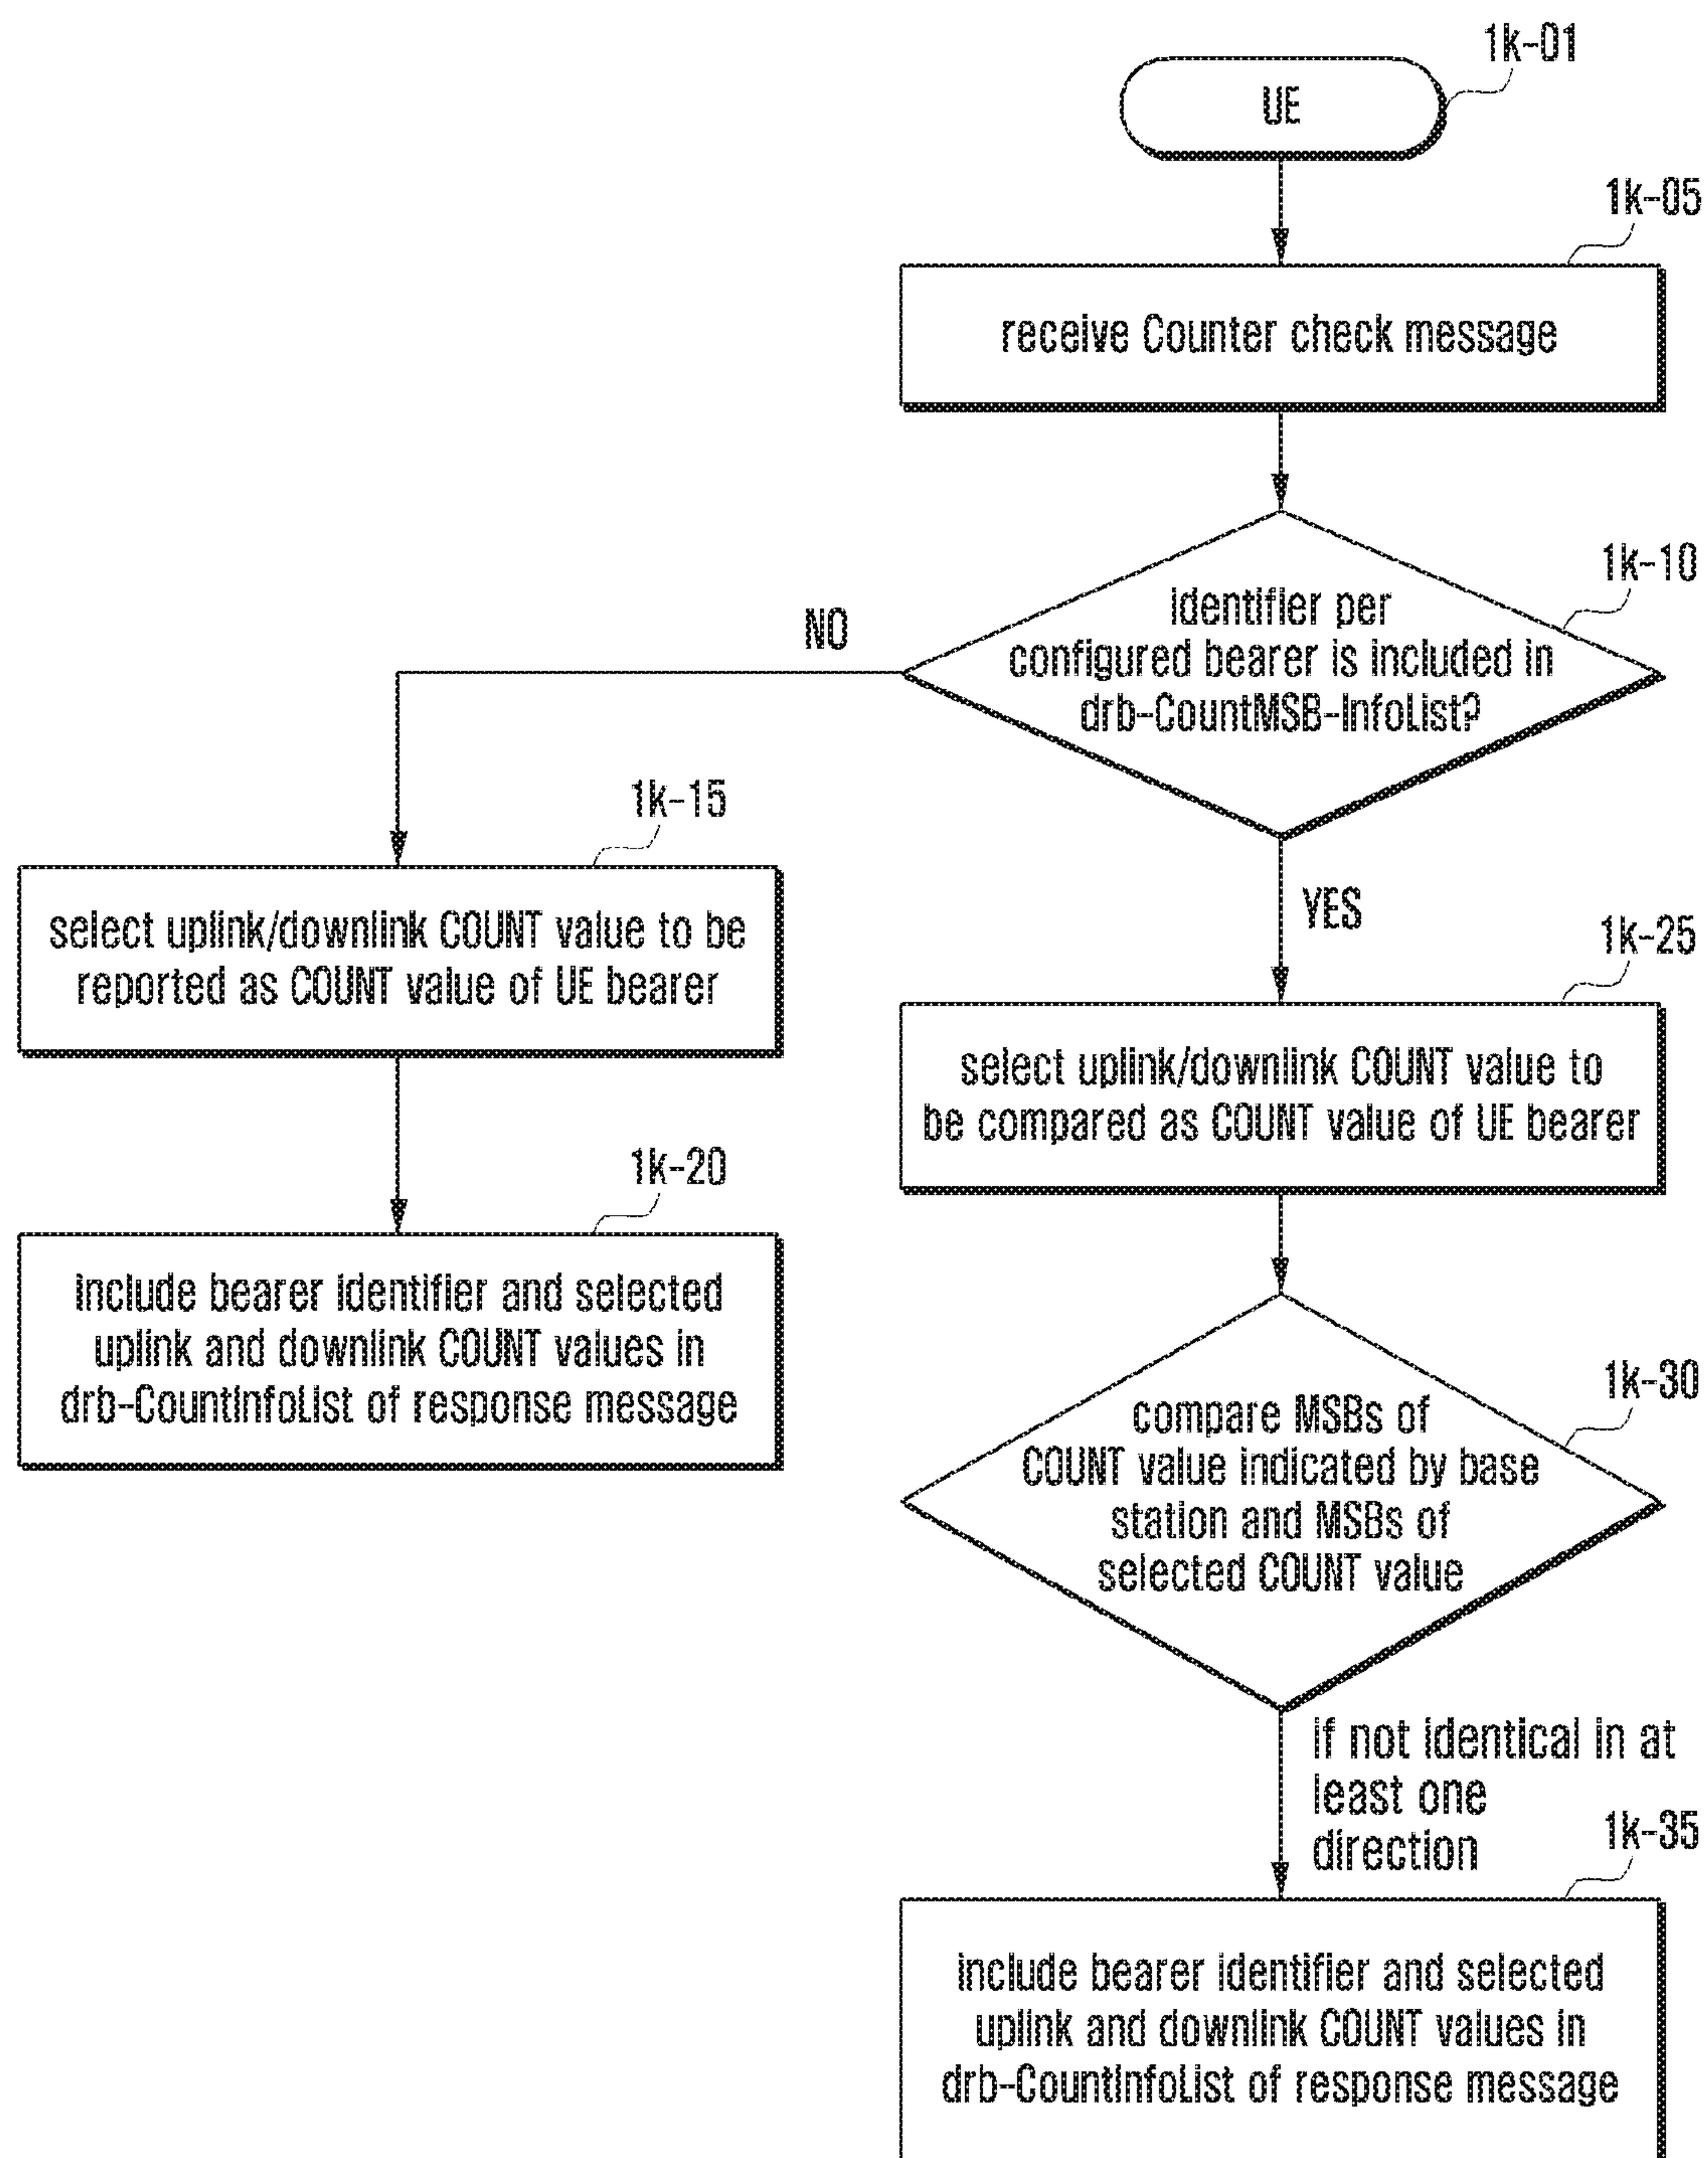 1k-01
UE
1k-05
receive Counter check message
1k-10
identifier per
configured bearer is included in
drb-CountMSB-InfoList?
NO
YES
1k-15
select uplink/downlink COUNT value to be
reported as COUNT value of UE bearer
1k-20
include bearer identifier and selected
uplink and downlink COUNT values in
drb-CountInfoList of response message
1k-25
select uplink/downlink COUNT value to
be compared as COUNT value of UE bearer
1k-30
compare MSBs of
COUNT value indicated by base
station and MSBs of
selected COUNT value
if not identical in at
least one
direction
1k-35
include bearer identifier and selected
uplink and downlink COUNT values in
drb-CountInfoList of response message